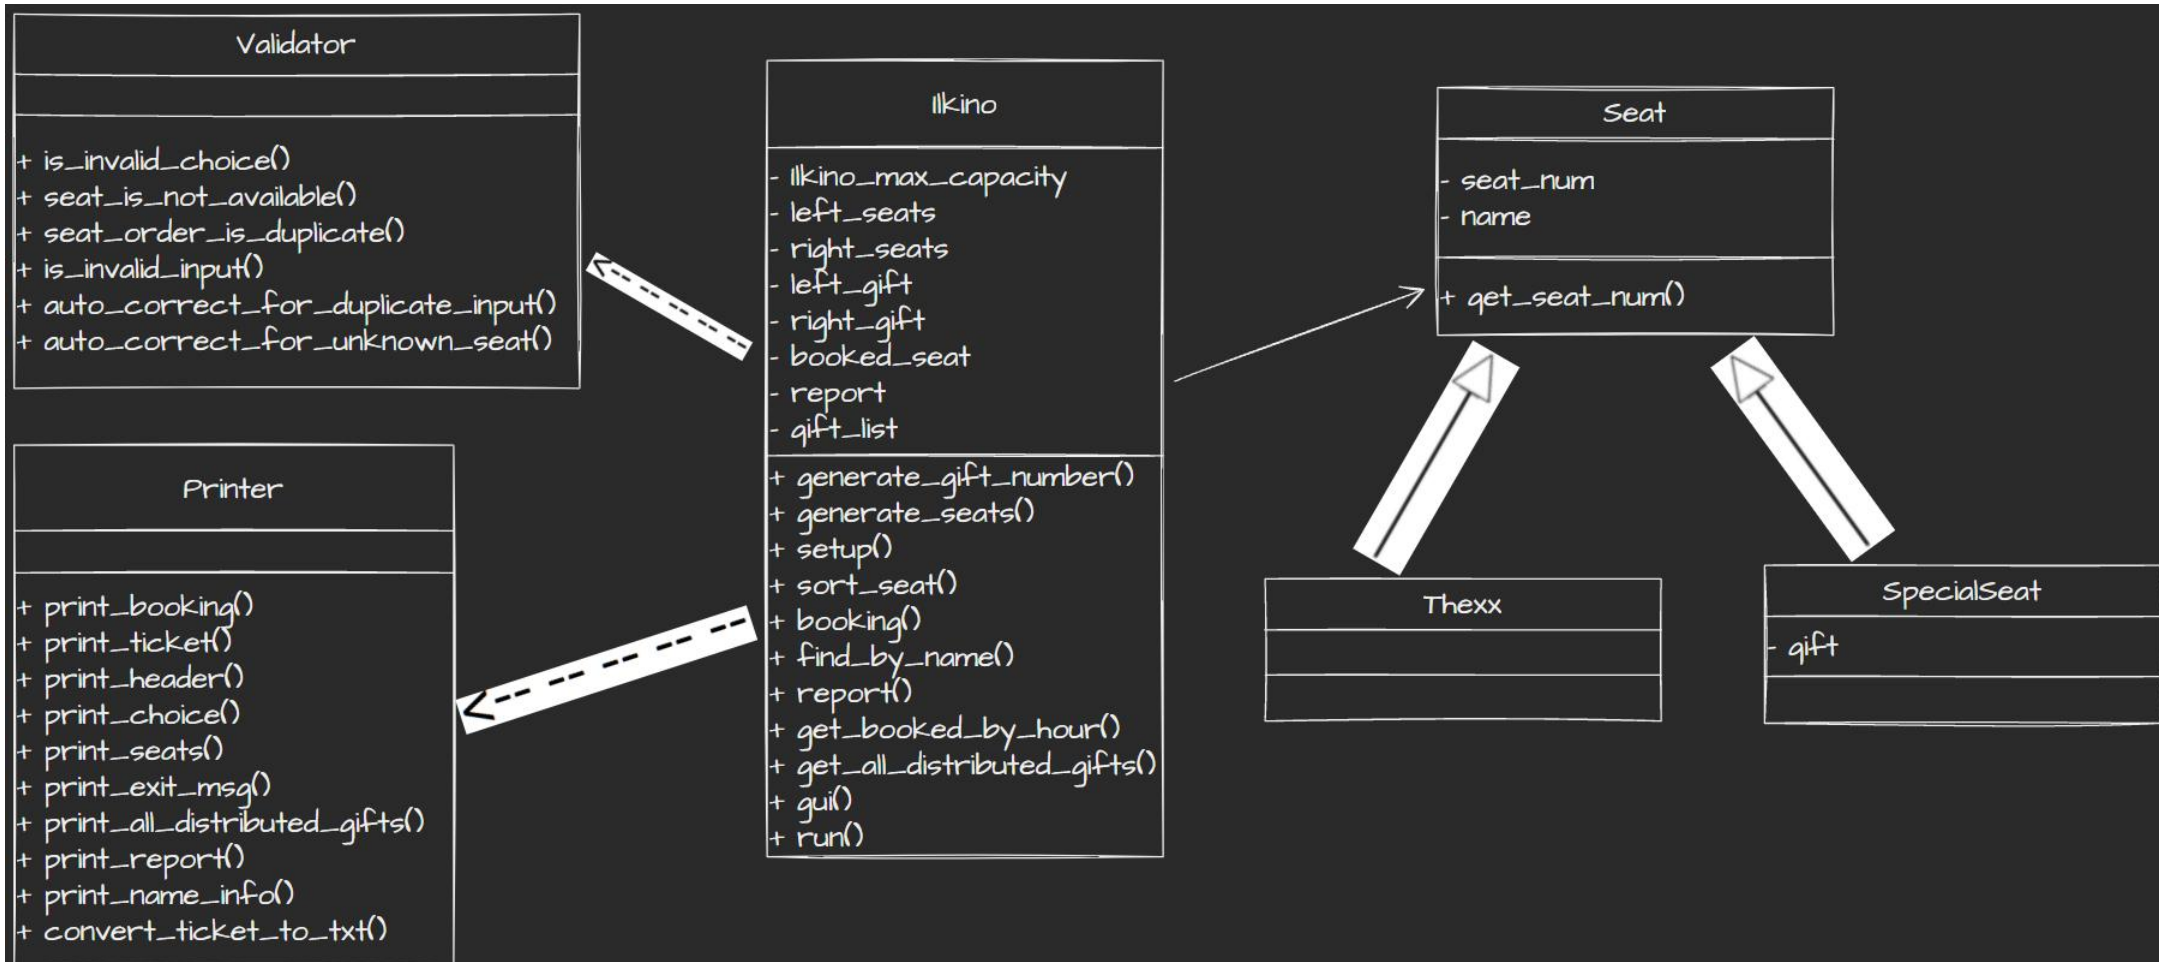 Validator
+ is_invalid_choice()
+ seat_is_not_available()
+ seat_order_is_duplicate()
+ is_invalid_input()
+ auto_correct_for_duplicate_input()
+ auto_correct_for_unknown_seat()
Printer
+ print_booking()
+ print_ticket()
+ print_header()
+ print_choice()
+ print_seats()
+ print_exit_msg()
+ print_all_distributed_gifts()
+ print_report()
+ print_name_info()
+ convert_ticket_to_txt()
Ilkino
- Ilkino_max_capacity
- left_seats
- right_seats
- left_gift
- right_gift
- booked_seat
- report
- gift_list
+ generate_gift_number()
+ generate_seats()
+ setup()
+ sort_seat()
+ booking()
+ find_by_name()
+ report()
+ get_booked_by_hour()
+ get_all_distributed_gifts()
+ gui()
+ run()
Seat
- seat_num
- name
+ get_seat_num()
Thexx
SpecialSeat
- gift